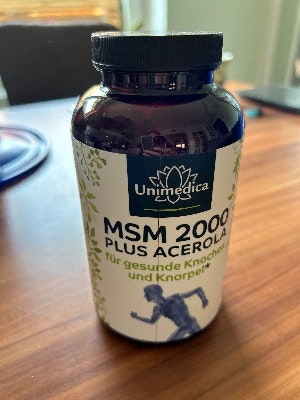 Unimedica
MSM 2000
PLUS ACEROLA
für gesunde Knochen
und Knorpel*